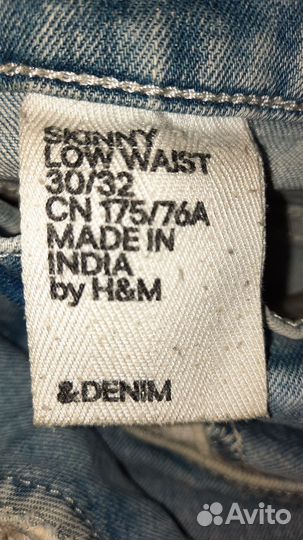 SKINNY
LOW WAIST
30/32
CN 175/76A
MADE IN
INDIA
by H&M
&DENIM
Avito